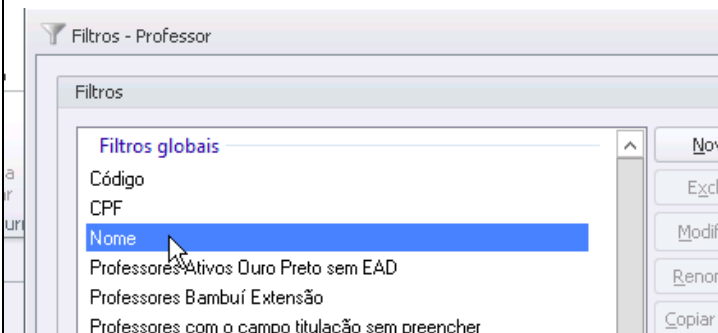 Filtros - Professor
Filtros
Filtros globais
Código
CPF
Nome
Professores Ativos Ouro Preto sem EAD
Professores Bambuí Extensão
Professores com o campo titulação sem preencher
Copiar